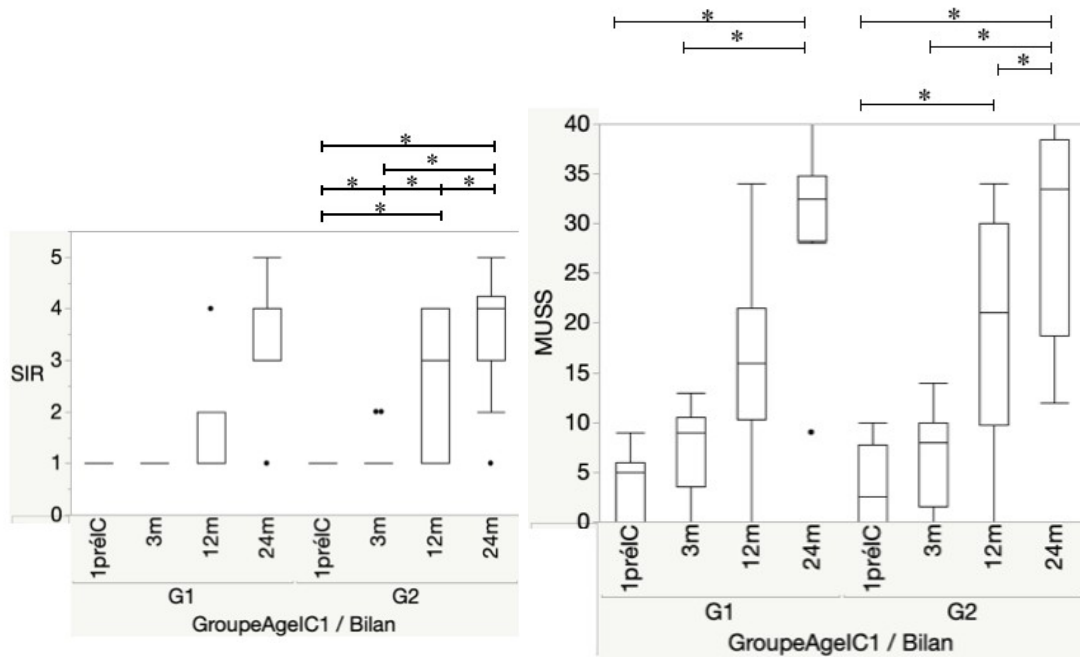 * *
* *
*
*
*
* * *
*
5
4
3
2
1
0
SIR
1préIC 3m 12m 24m 1préIC 3m 12m 24m
G1 G2
GroupeAgeIC1 / Bilan
40
35
30
25
20
15
10
5
0
MUSS
1préIC 3m 12m 24m 1préIC 3m 12m 24m
G1 G2
GroupeAgeIC1 / Bilan